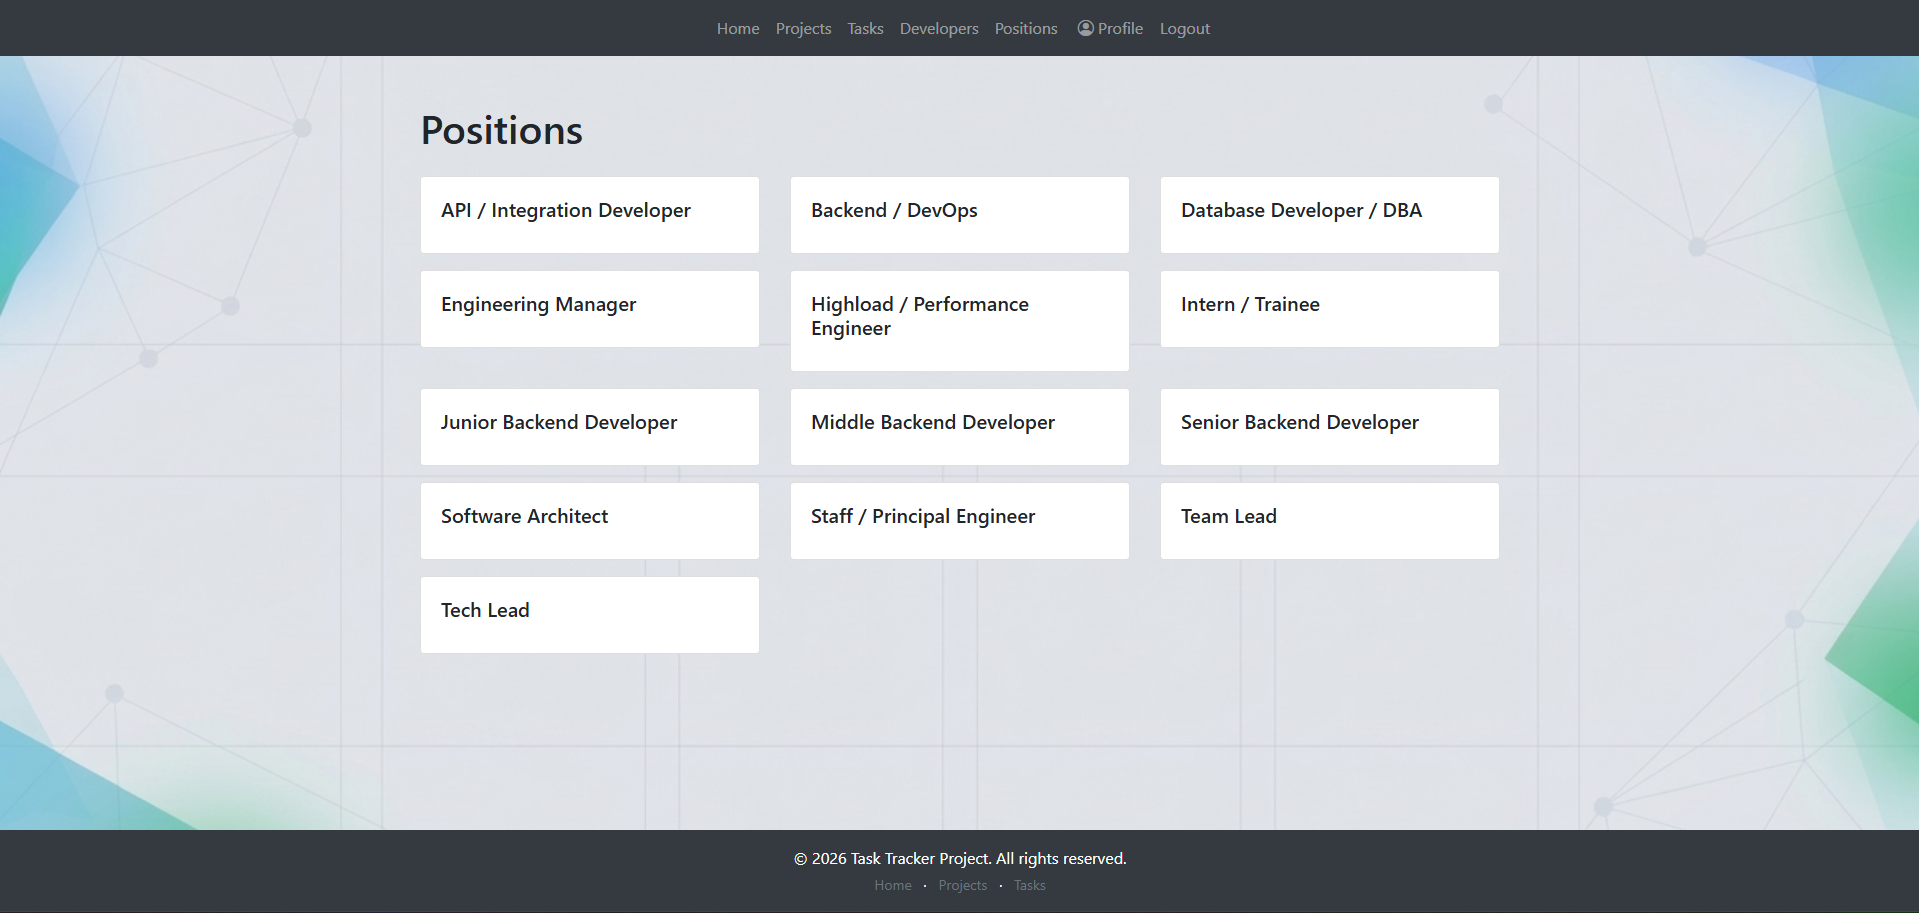 Home Projects Tasks Developers Positions Profile Logout
Positions
API / Integration Developer
Backend / DevOps
Database Developer / DBA
Engineering Manager
Highload / Performance
Engineer
Intern / Trainee
Junior Backend Developer
Middle Backend Developer
Senior Backend Developer
Software Architect
Staff / Principal Engineer
Team Lead
Tech Lead
© 2026 Task Tracker Project. All rights reserved.
Home · Projects · Tasks